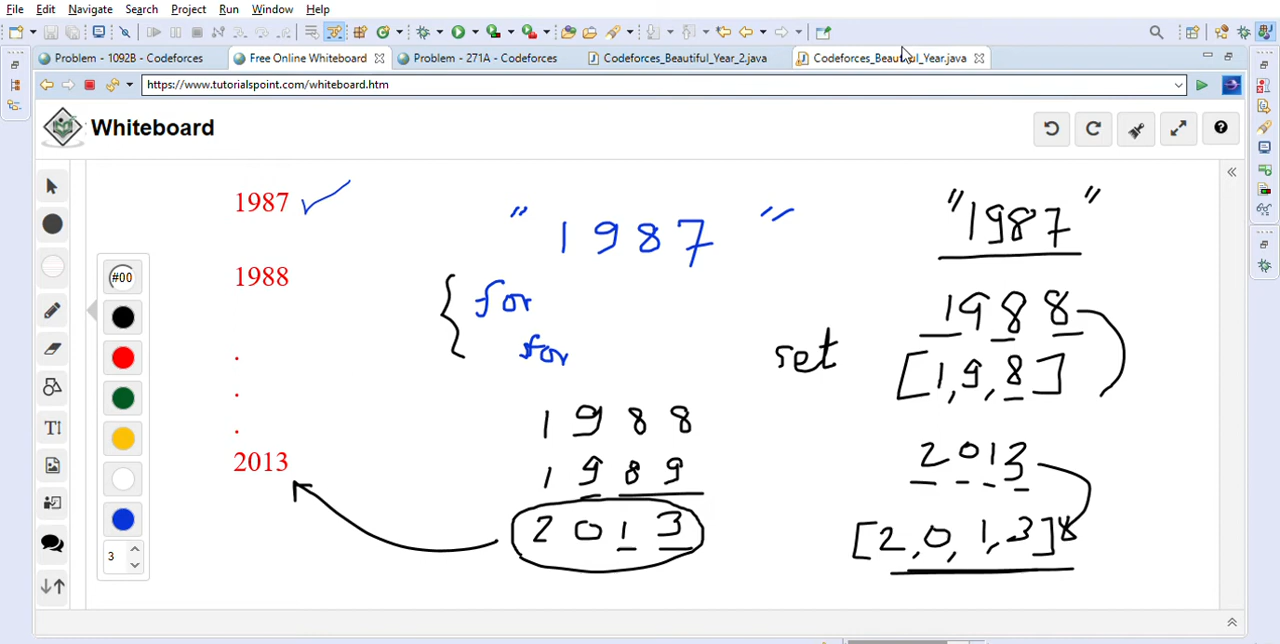 File Edit Navigate Search Project Run Window Help
Problem - 1092B - Codeforces Free Online Whiteboard Problem - 271A - Codeforces Codeforces_Beautiful_Year_2.java Codeforces_Beautiful_Year.java
https://www.tutorialspoint.com/whiteboard.htm
Whiteboard
1987
1988
.
.
.
2013
#00
T
3
" 1987 "
{ for
for
1988
1989
2013
set
"1987"
1988
[1,9,8]
2013
[2,0,1,3]